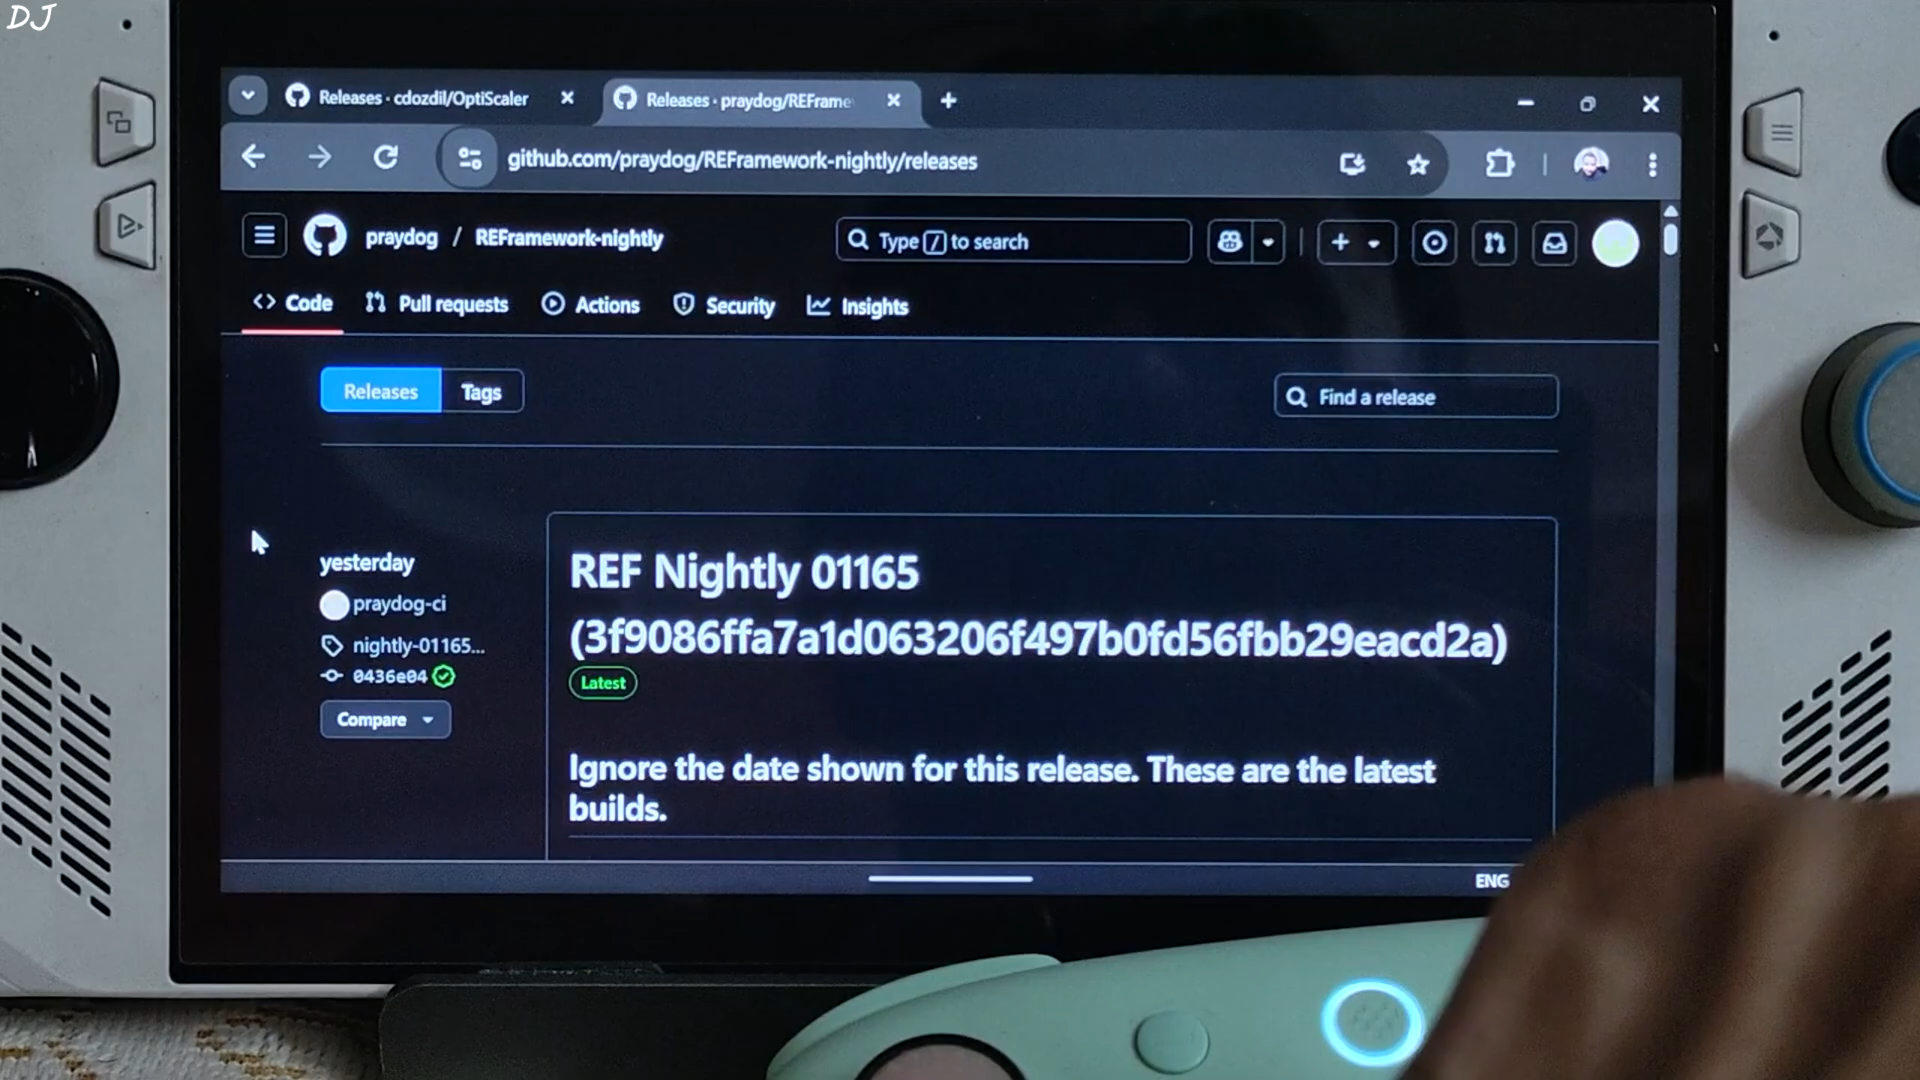 DJ
Releases · cdozdil/OptiScaler
Releases · praydog/REFrame
github.com/praydog/REFramework-nightly/releases
praydog / REFramework-nightly
Type / to search
Code
Pull requests
Actions
Security
Insights
Releases
Tags
Find a release
yesterday
praydog-ci
nightly-01165...
0436e04
Compare
REF Nightly 01165
(3f9086ffa7a1d063206f497b0fd56fbb29eacd2a)
Latest
Ignore the date shown for this release. These are the latest
builds.
ENG